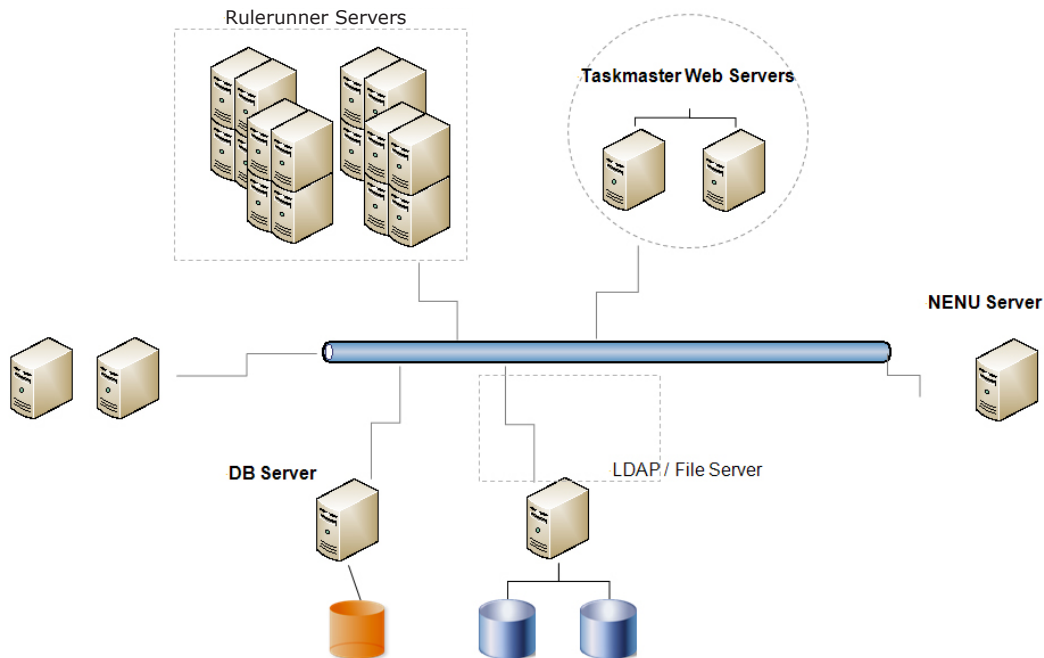 Rulerunner Servers
Taskmaster Web Servers
NENU Server
DB Server
LDAP / File Server